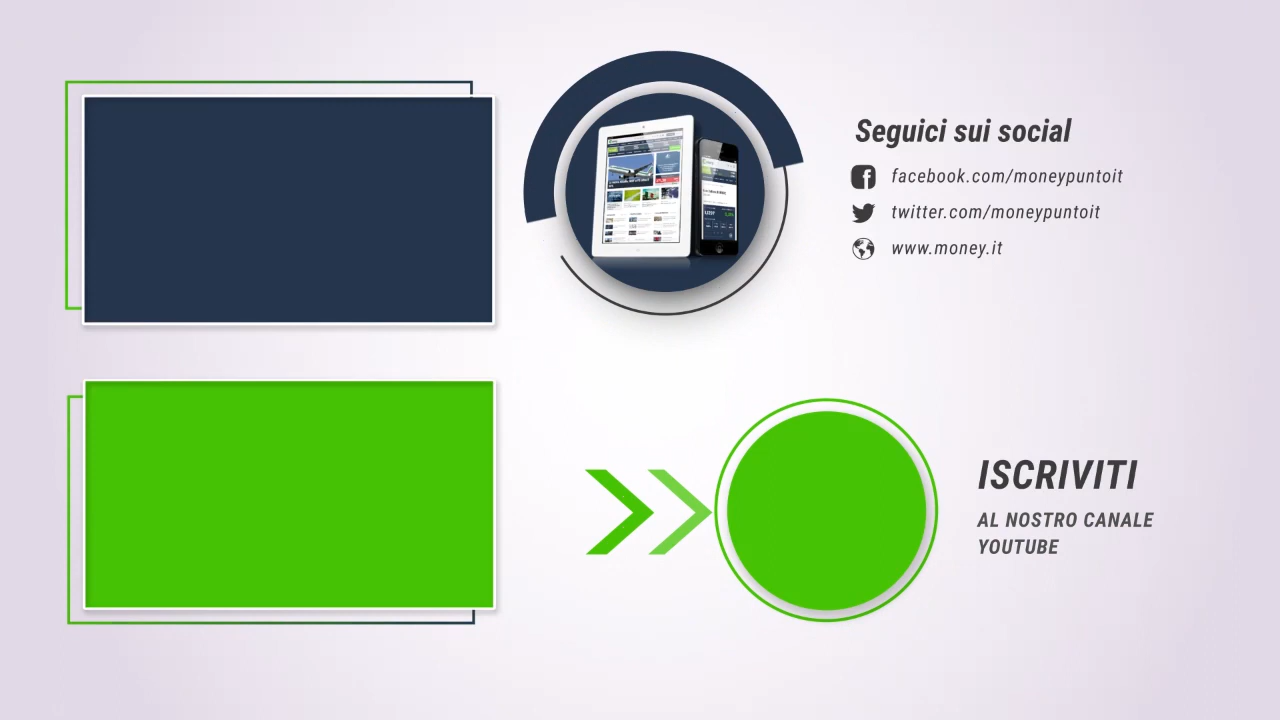 Seguici sui social
facebook.com/moneypuntoit
twitter.com/moneypuntoit
www.money.it
ISCRIVITI
AL NOSTRO CANALE
YOUTUBE